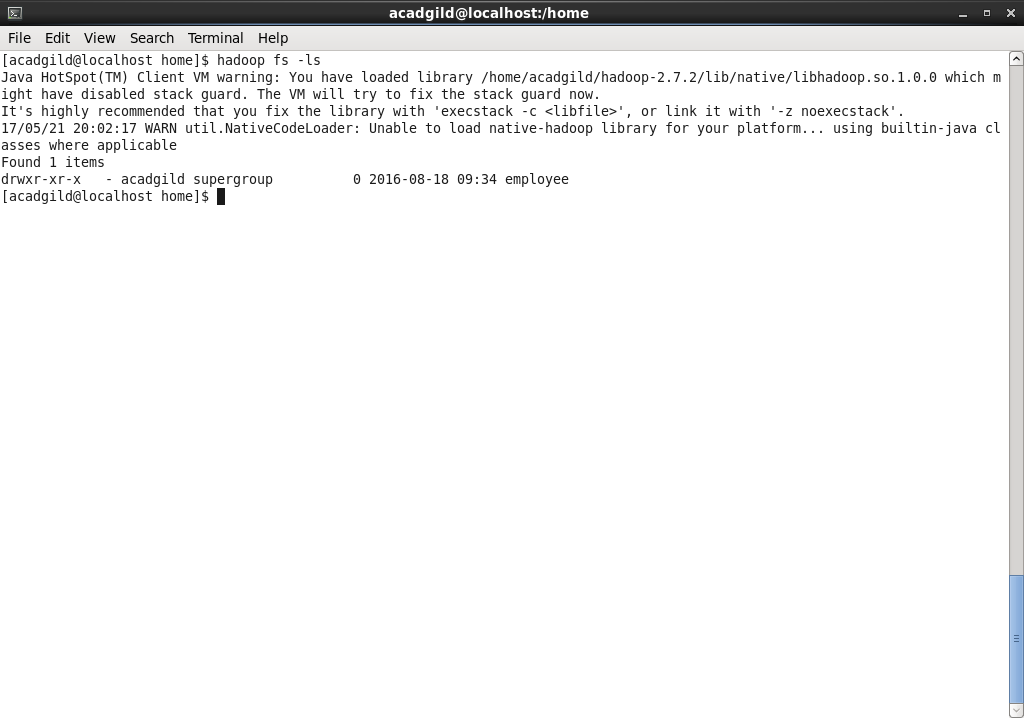 acadgild@localhost:/home
File Edit View Search Terminal Help
[acadgild@localhost home]$ hadoop fs -ls
Java HotSpot(TM) Client VM warning: You have loaded library /home/acadgild/hadoop-2.7.2/lib/native/libhadoop.so.1.0.0 which m
ight have disabled stack guard. The VM will try to fix the stack guard now.
It's highly recommended that you fix the library with 'execstack -c <libfile>', or link it with '-z noexecstack'.
17/05/21 20:02:17 WARN util.NativeCodeLoader: Unable to load native-hadoop library for your platform... using builtin-java cl
asses where applicable
Found 1 items
drwxr-xr-x   - acadgild supergroup          0 2016-08-18 09:34 employee
[acadgild@localhost home]$